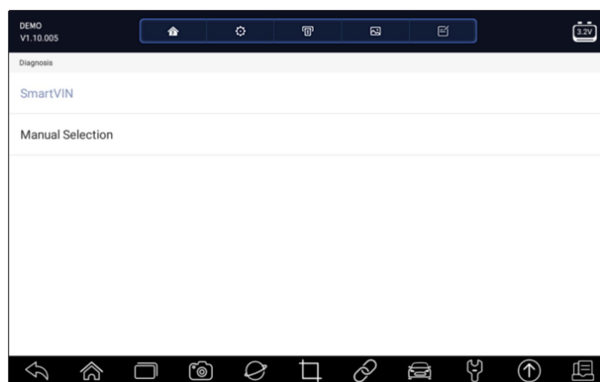 DEMO
V1.10.005
3.2V
Diagnosis
SmartVIN
Manual Selection